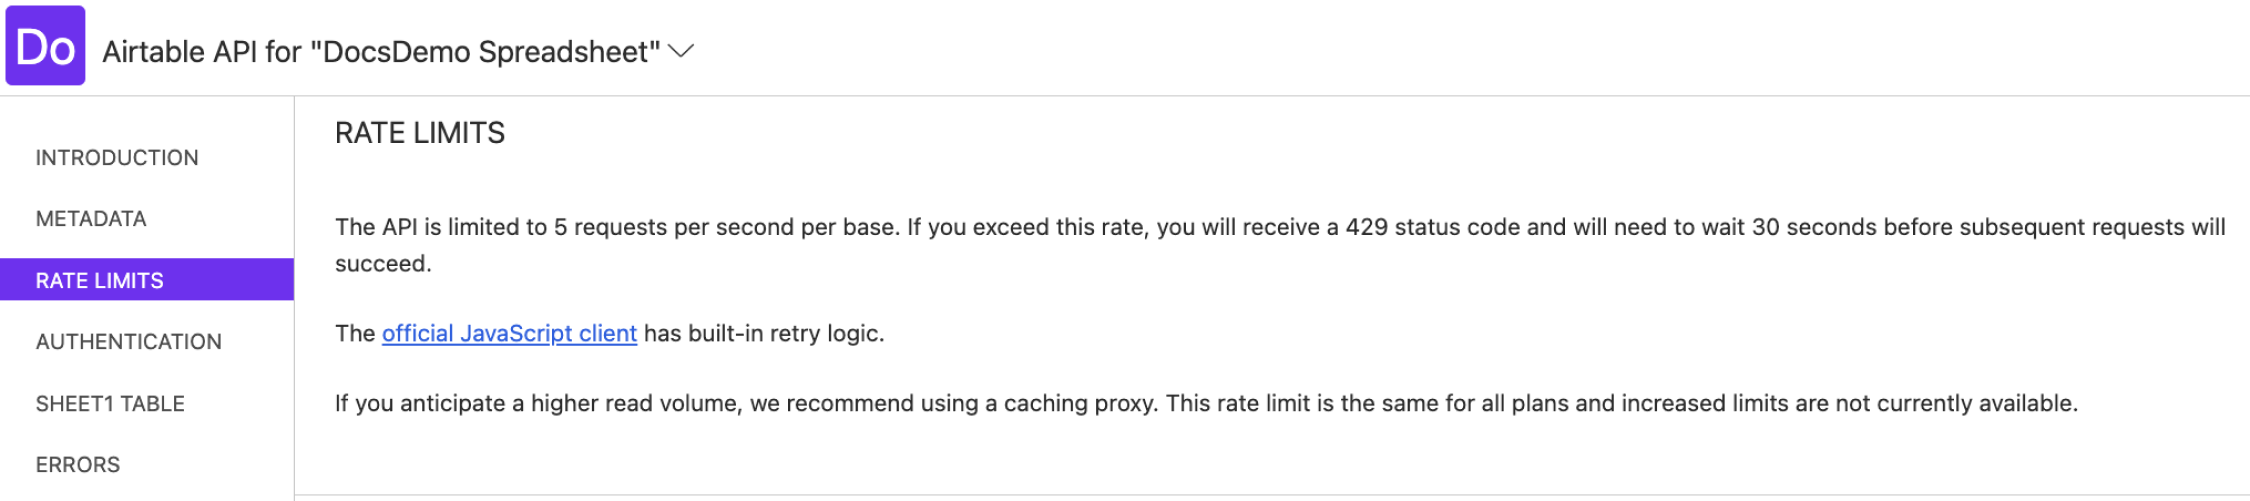 Do
Airtable API for "DocsDemo Spreadsheet"
INTRODUCTION
METADATA
RATE LIMITS
AUTHENTICATION
SHEET1 TABLE
ERRORS
RATE LIMITS
The API is limited to 5 requests per second per base. If you exceed this rate, you will receive a 429 status code and will need to wait 30 seconds before subsequent requests will
succeed.
The official JavaScript client has built-in retry logic.
If you anticipate a higher read volume, we recommend using a caching proxy. This rate limit is the same for all plans and increased limits are not currently available.